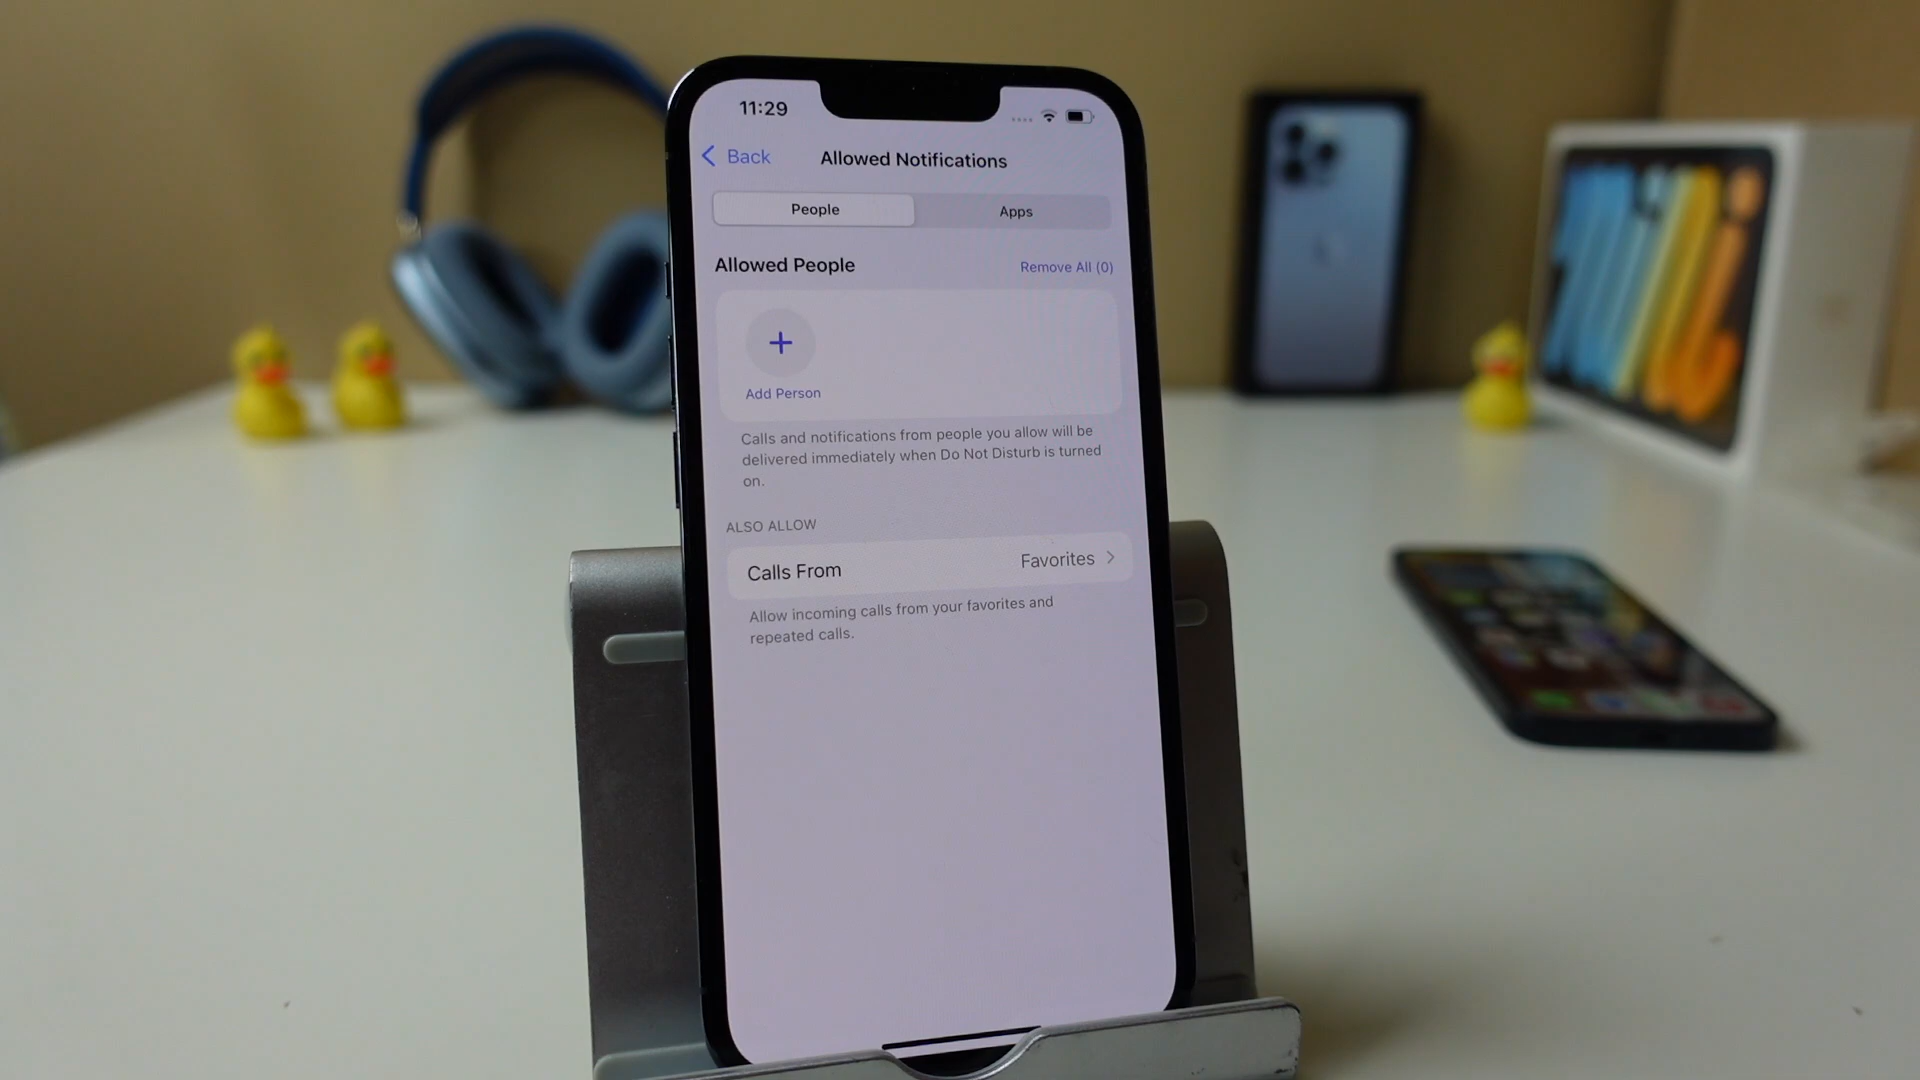 11:29
Back
Allowed Notifications
People
Apps
Allowed People
Remove All (0)
Add Person
Calls and notifications from people you allow will be
delivered immediately when Do Not Disturb is turned
on.
ALSO ALLOW
Calls From
Favorites
Allow incoming calls from your favorites and
repeated calls.